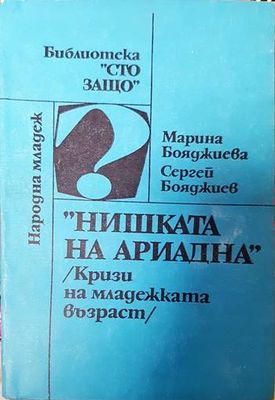 Библиотека
"СТО
ЗАЩО"
Народна младеж
?
Марина
Бояджиева
Сергей
Бояджиев
"НИШКАТА
НА АРИАДНА"
/Кризи
на младежката
възраст/